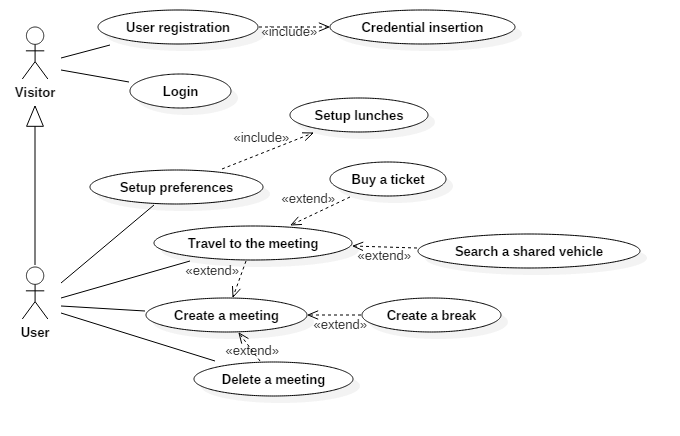 User registration
«include»
Credential insertion
Visitor
Login
Setup lunches
«include»
Setup preferences
Buy a ticket
«extend»
Travel to the meeting
Search a shared vehicle
«extend»
«extend»
Create a meeting
Create a break
«extend»
User
«extend»
Delete a meeting